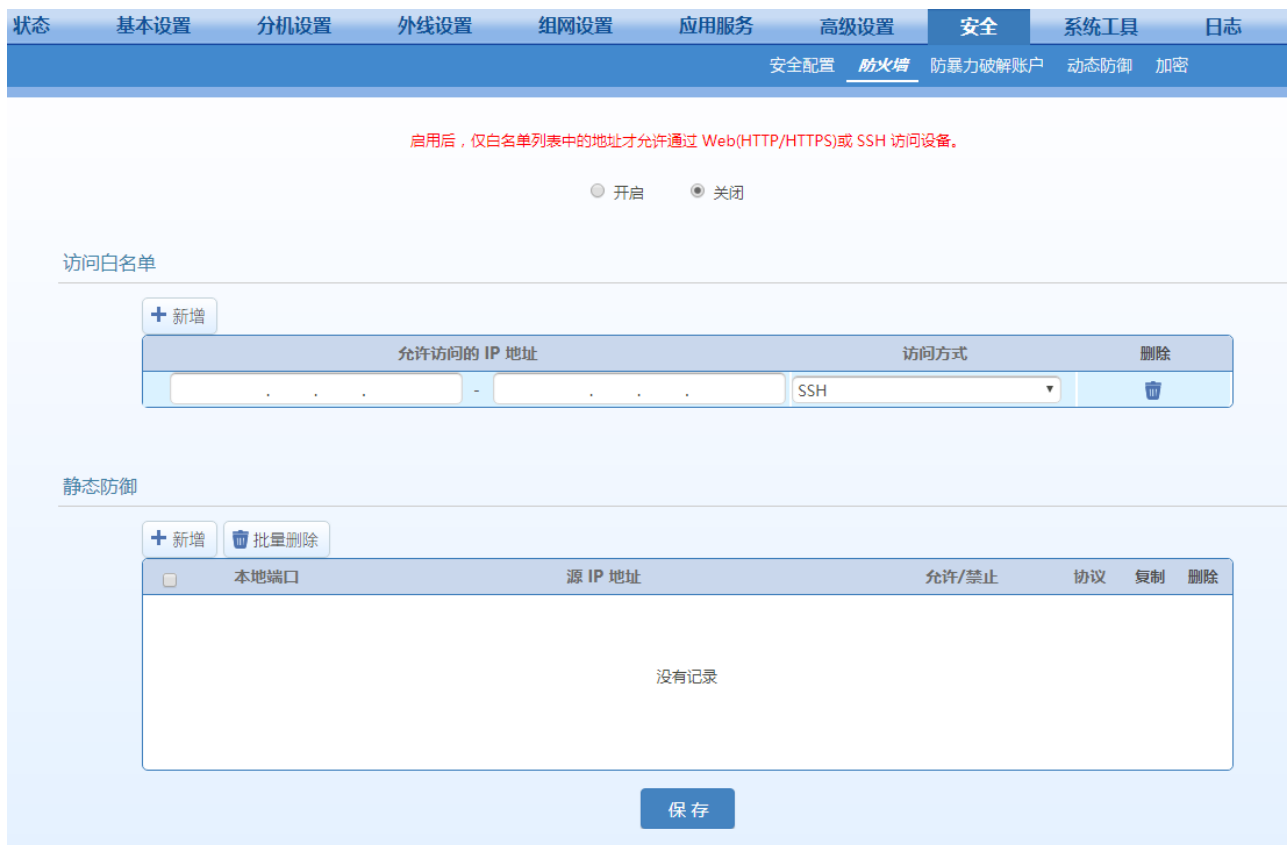 状态 基本设置 分机设置 外线设置 组网设置 应用服务 高级设置 安全 系统工具 日志
安全配置 防火墙 防暴力破解账户 动态防御 加密
启用后，仅白名单列表中的地址才允许通过 Web(HTTP/HTTPS)或 SSH 访问设备。
开启 关闭
访问白名单
新增
允许访问的 IP 地址 访问方式 删除
. . . - . . . SSH
静态防御
新增 批量删除
本地端口 源 IP 地址 允许/禁止 协议 复制 删除
没有记录
保存